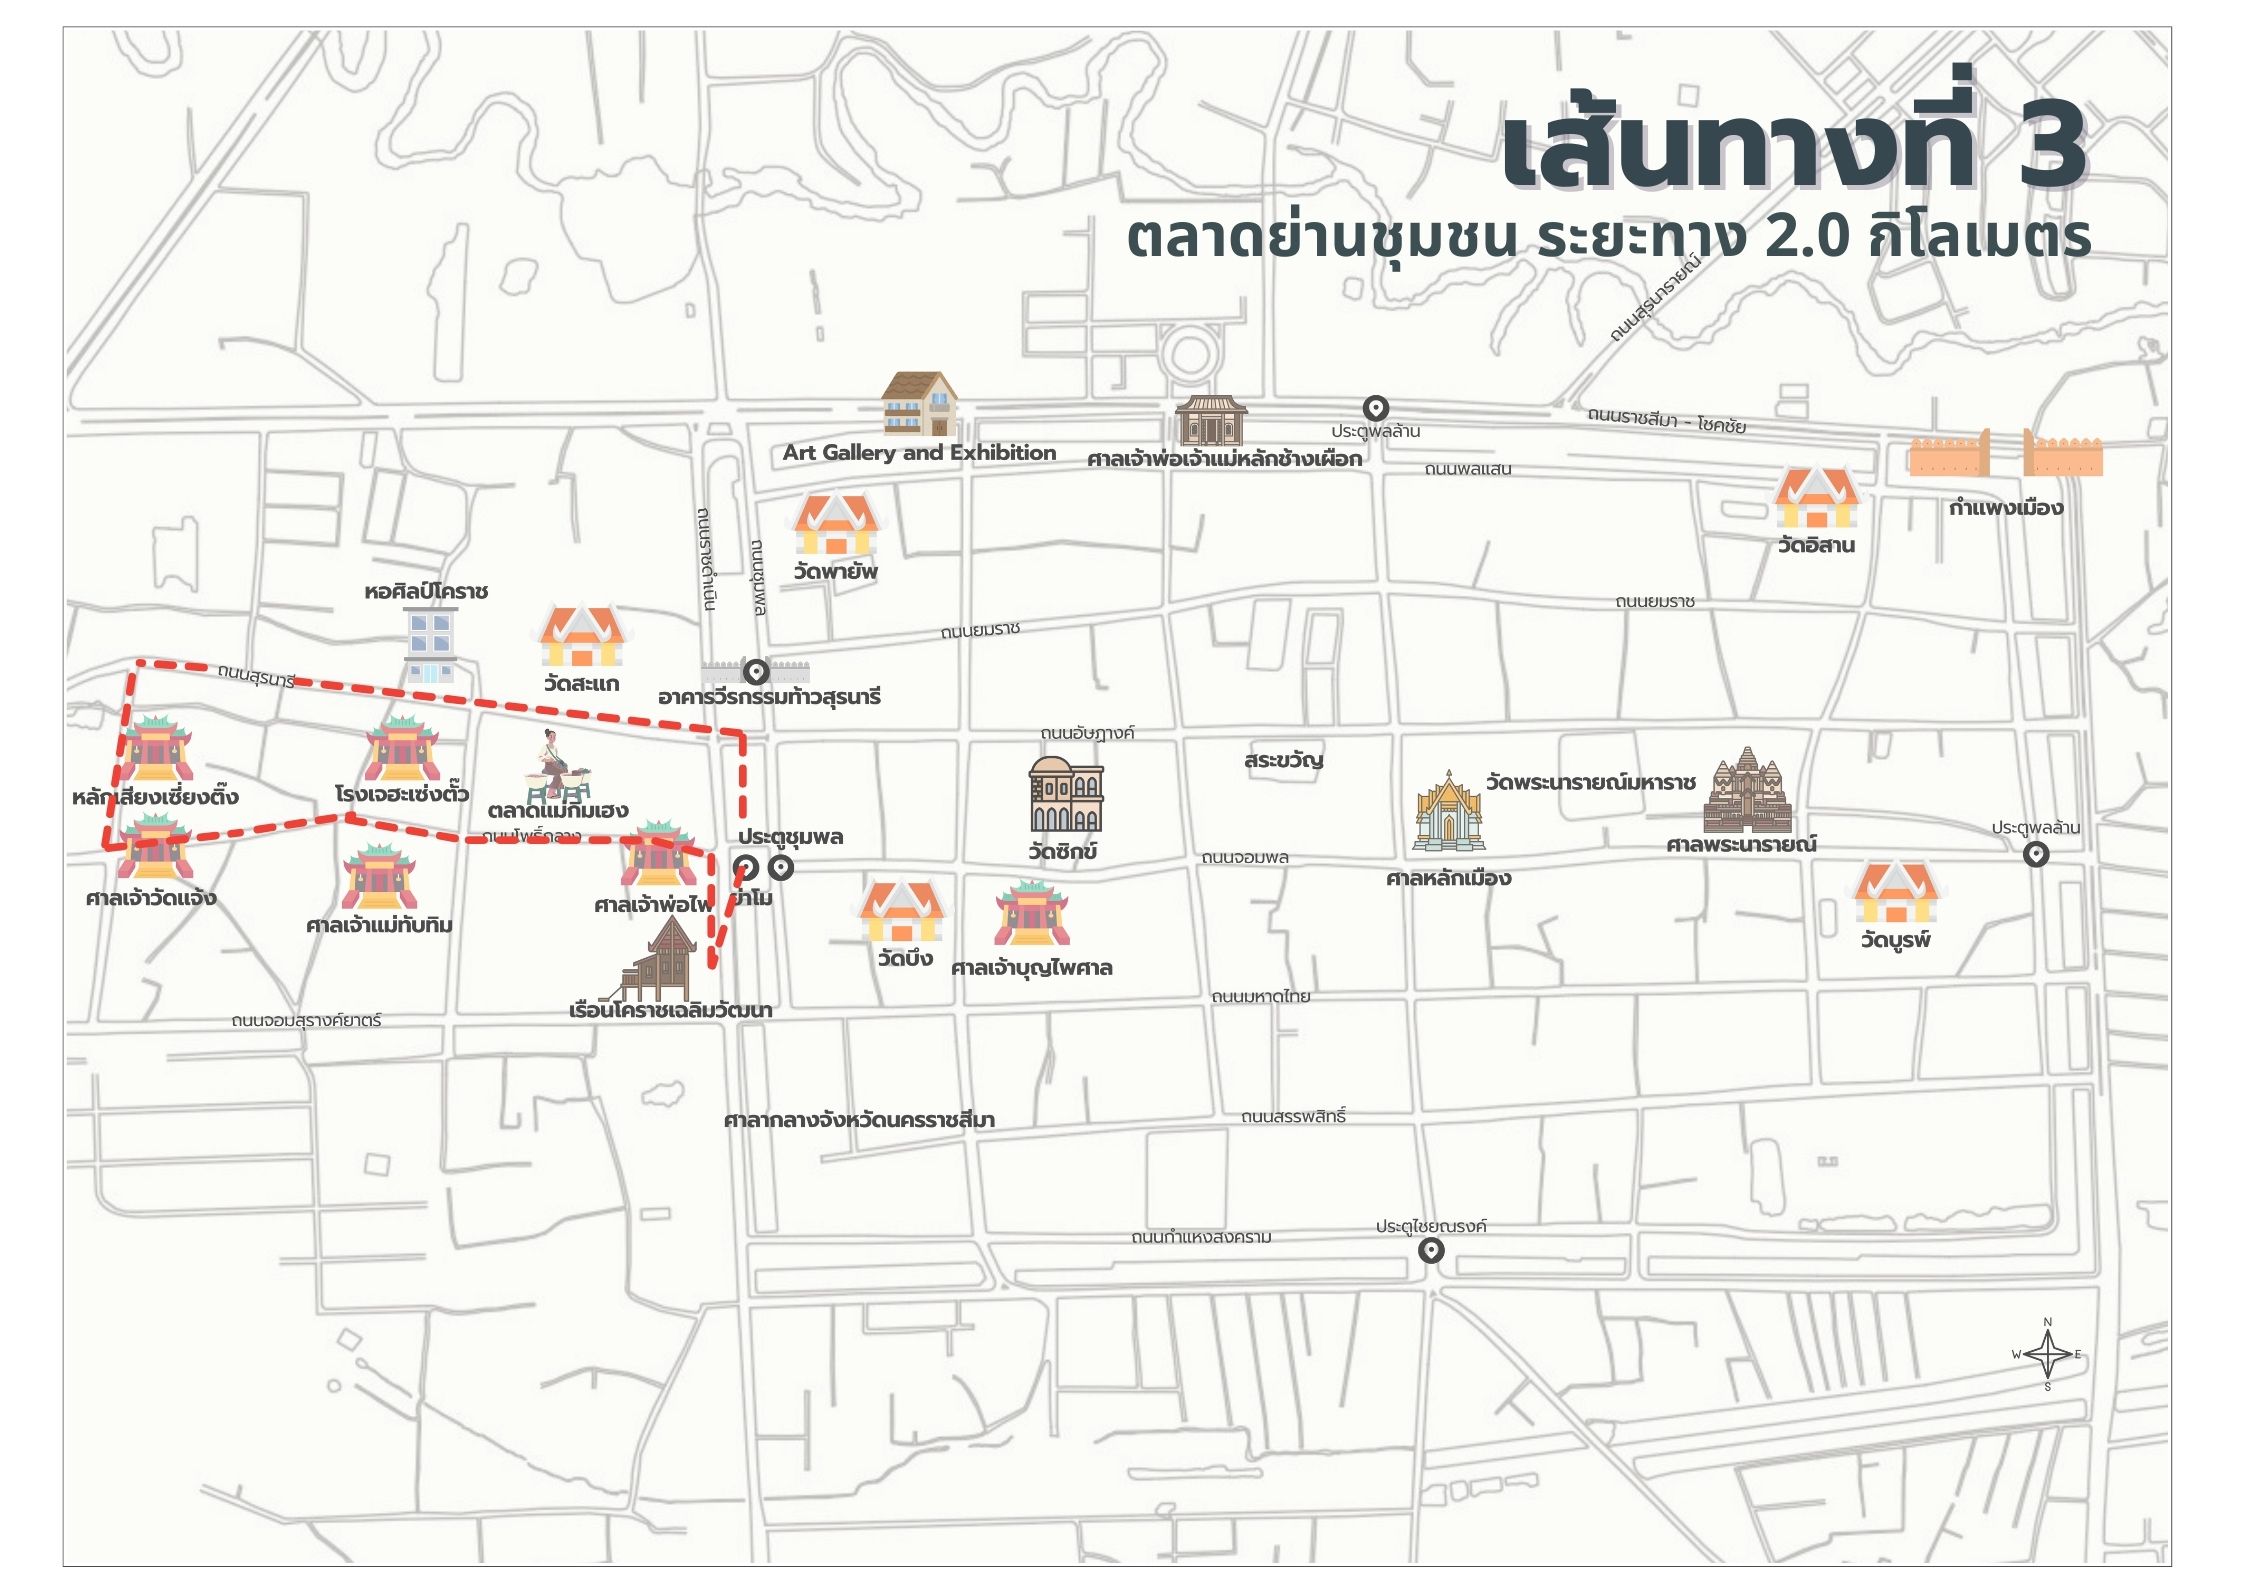 เส้นทางที่ 3
ตลาดย่านชุมชน ระยะทาง 2.0 กิโลเมตร
ถนนสุรนารายณ์
ประตูพลล้าน
ถนนราชสีมา - โชคชัย
Art Gallery and Exhibition
ศาลเจ้าพ่อเจ้าแม่หลักช้างเผือก
ถนนพลแสน
กำแพงเมือง
วัดอิสาน
ถนนราชดำเนิน
ถนนชุมพล
วัดพายัพ
หอศิลป์โคราช
ถนนยมราช
ถนนยมราช
ถนนสุรนารี
วัดสะแก
อาคารวีรกรรมท้าวสุรนารี
ถนนอัษฎางค์
สระขวัญ
วัดพระนารายณ์มหาราช
หลักเสียงเซี่ยงติ๊ง
โรงเจฮะเซ่งตั๊ว
ตลาดแม่กิมเฮง
ถนนโพธิ์กลาง
ประตูชุมพล
วัดซิกข์
ถนนจอมพล
ศาลพระนารายณ์
ประตูพลล้าน
ศาลหลักเมือง
ศาลเจ้าวัดแจ้ง
ศาลเจ้าแม่ทับทิม
ศาลเจ้าพ่อไฟ
ย่าโม
วัดบึง
ศาลเจ้าบุญไพศาล
วัดบูรพ์
เรือนโคราชเฉลิมวัฒนา
ถนนมหาดไทย
ถนนจอมสุรางค์ยาตร์
ศาลากลางจังหวัดนครราชสีมา
ถนนสรรพสิทธิ์
ถนนกำแหงสงคราม
ประตูไชยณรงค์
N
W E
S